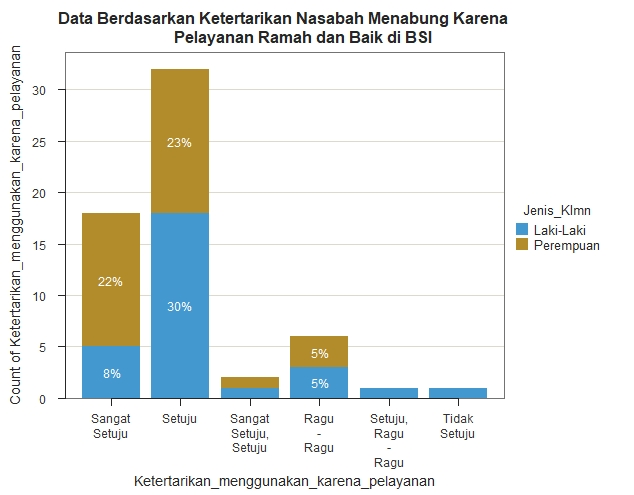 Data Berdasarkan Ketertarikan Nasabah Menabung Karena
Pelayanan Ramah dan Baik di BSI
Count of Ketertarikan_menggunakan_karena_pelayanan
30
25
20
15
10
5
0
22%
8%
23%
30%
5%
5%
Sangat
Setuju
Setuju
Sangat
Setuju,
Setuju
Ragu
-
Ragu
Setuju,
Ragu
-
Ragu
Tidak
Setuju
Ketertarikan_menggunakan_karena_pelayanan
Jenis_Klmn
Laki-Laki
Perempuan